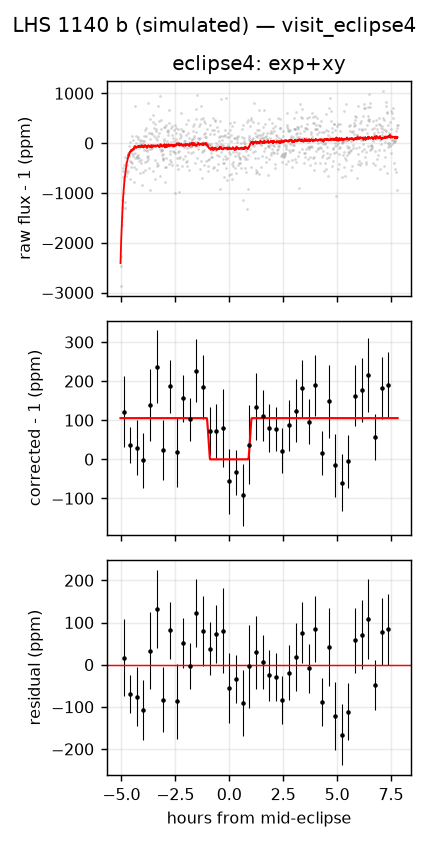 LHS 1140 b (simulated) — visit_eclipse4
eclipse4: exp+xy
raw flux - 1 (ppm)
1000
0
−1000
−2000
−3000
corrected - 1 (ppm)
300
200
100
0
−100
residual (ppm)
200
100
0
−100
−200
−5.0 −2.5 0.0 2.5 5.0 7.5
hours from mid-eclipse